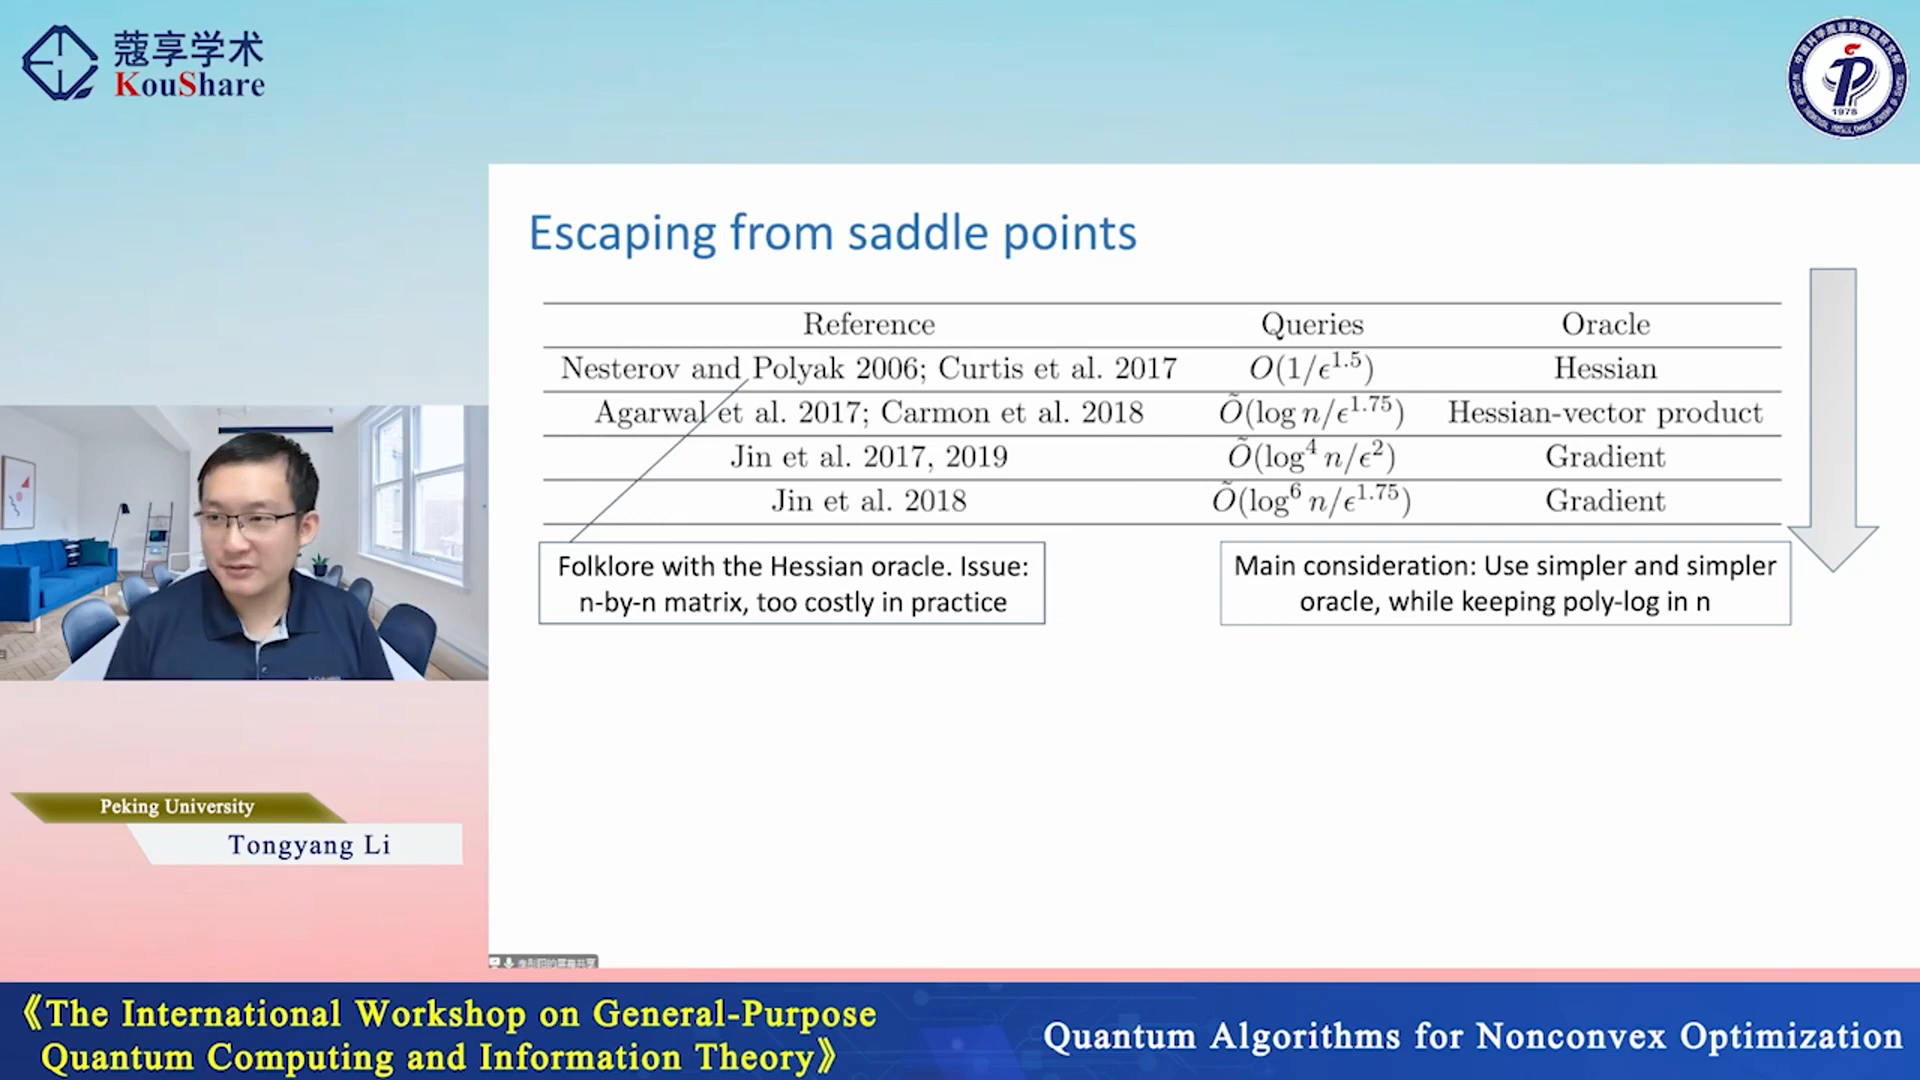 蔻享学术
KouShare
1978
Escaping from saddle points
Reference Queries Oracle
Nesterov and Polyak 2006; Curtis et al. 2017 O(1/ϵ^1.5) Hessian
Agarwal et al. 2017; Carmon et al. 2018 Õ(log n/ϵ^1.75) Hessian-vector product
Jin et al. 2017, 2019 Õ(log^4 n/ϵ^2) Gradient
Jin et al. 2018 Õ(log^6 n/ϵ^1.75) Gradient
Folklore with the Hessian oracle. Issue:
n-by-n matrix, too costly in practice
Main consideration: Use simpler and simpler
oracle, while keeping poly-log in n
Peking University
Tongyang Li
《The International Workshop on General-Purpose
Quantum Computing and Information Theory》
Quantum Algorithms for Nonconvex Optimization